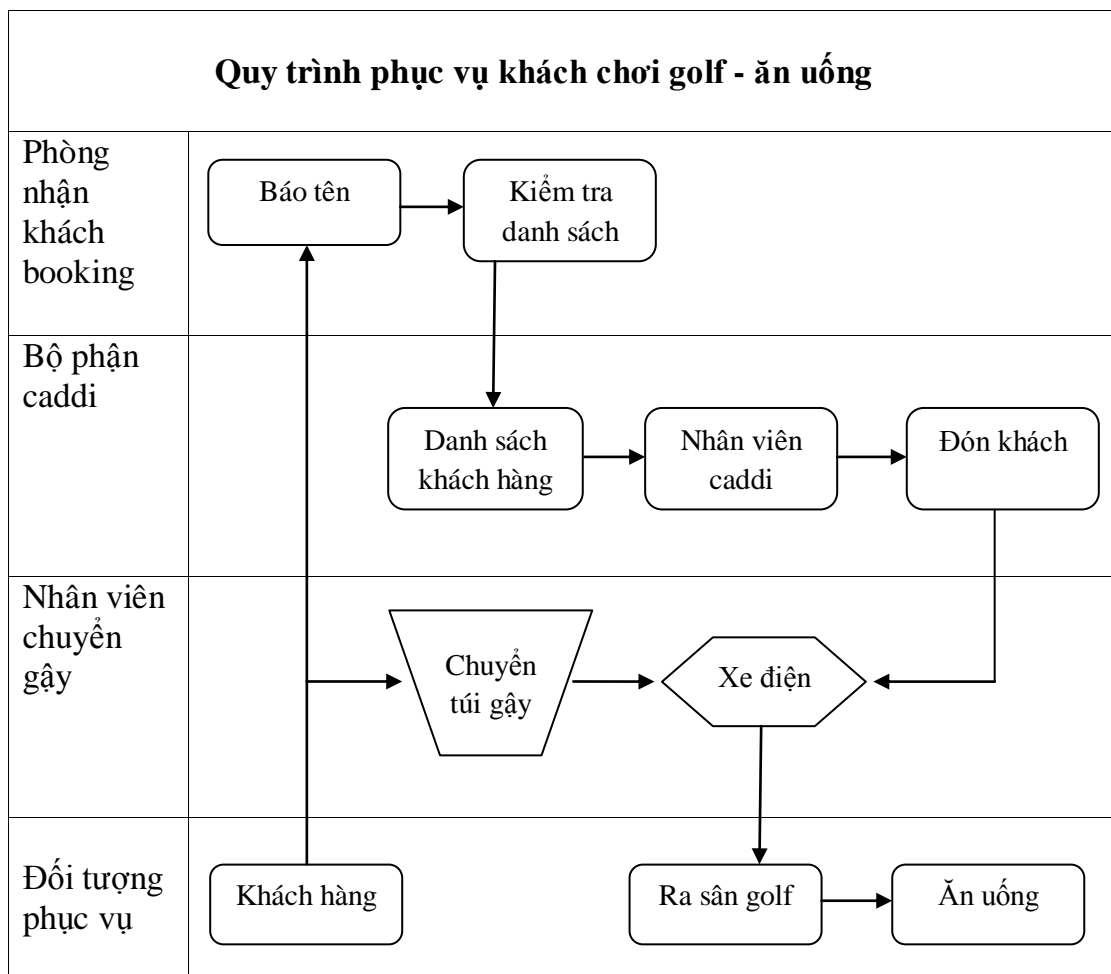 Quy trình phục vụ khách chơi golf - ăn uống
Phòng
nhận
khách
booking
Báo tên
Kiểm tra
danh sách
Bộ phận
caddi
Danh sách
khách hàng
Nhân viên
caddi
Đón khách
Nhân viên
chuyển
gậy
Chuyển
túi gậy
Xe điện
Đối tượng
phục vụ
Khách hàng
Ra sân golf
Ăn uống